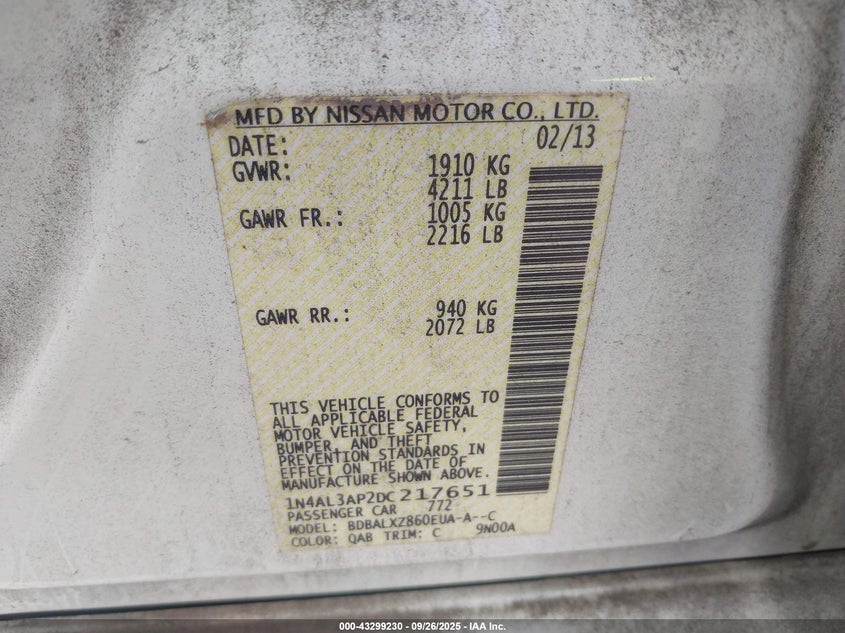 MFD BY NISSAN MOTOR CO., LTD.
DATE: 02/13
GVWR: 1910 KG
4211 LB
GAWR FR.: 1005 KG
2216 LB
GAWR RR.: 940 KG
2072 LB
THIS VEHICLE CONFORMS TO
ALL APPLICABLE FEDERAL
MOTOR VEHICLE SAFETY,
BUMPER, AND THEFT
PREVENTION STANDARDS IN
EFFECT ON THE DATE OF
MANUFACTURE SHOWN ABOVE.
1N4AL3AP2DC217651
PASSENGER CAR 772
MODEL: BDBALXZ860EUA-A--C
COLOR: QAB TRIM: C 9N00A
000-43299230 - 09/26/2025 - IAA Inc.